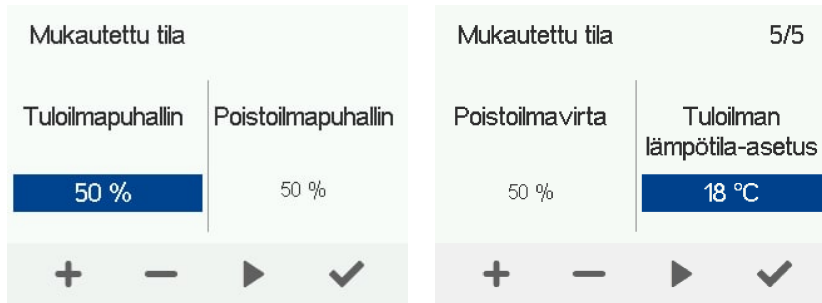 Mukautettu tila
Tuloilmapuhallin
Poistoilmapuhallin
50 %
50 %
Mukautettu tila
5/5
Poistoilmavirta
Tuloilman
lämpötila-asetus
50 %
18 °C